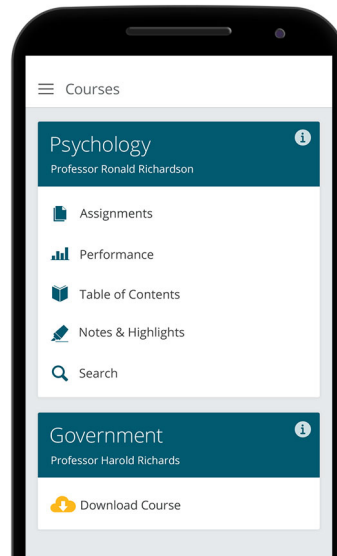 Courses
Psychology
Professor Ronald Richardson
Assignments
Performance
Table of Contents
Notes & Highlights
Search
Government
Professor Harold Richards
Download Course